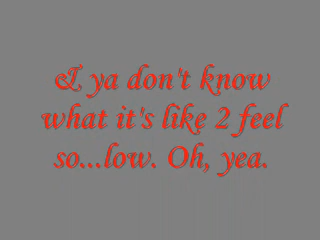 & ya don't know
what it's like 2 feel
so...low. Oh, yea.